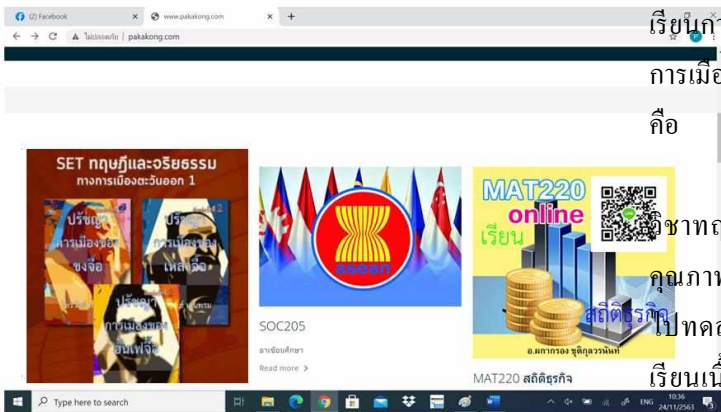 (2) Facebook
www.pakakong.com
ไม่ปลอดภัย | pakakong.com
SET ทฤษฎีและจริยธรรม
ทางการเมืองตะวันออก 1
ปรัชญา
การเมืองของ
ซงจื๊อ
ปรัชญา
การเมืองของ
เหลาจื๊อ
ปรัชญา
การเมืองของ
ฮั่นเฟจื๊อ
asean
SOC205
อาเซียนศึกษา
Read more >
MAT220
online
เรียน
สถิติธุรกิจ
อ.ผกากรอง ชุติกุลวรนันท์
MAT220 สถิติธุรกิจ
การเมือ
คือ
วิชาทฤ
คุณภาพ
ไปทดส
เรียนเนื
Type here to search
ENG
10:36
24/11/2563